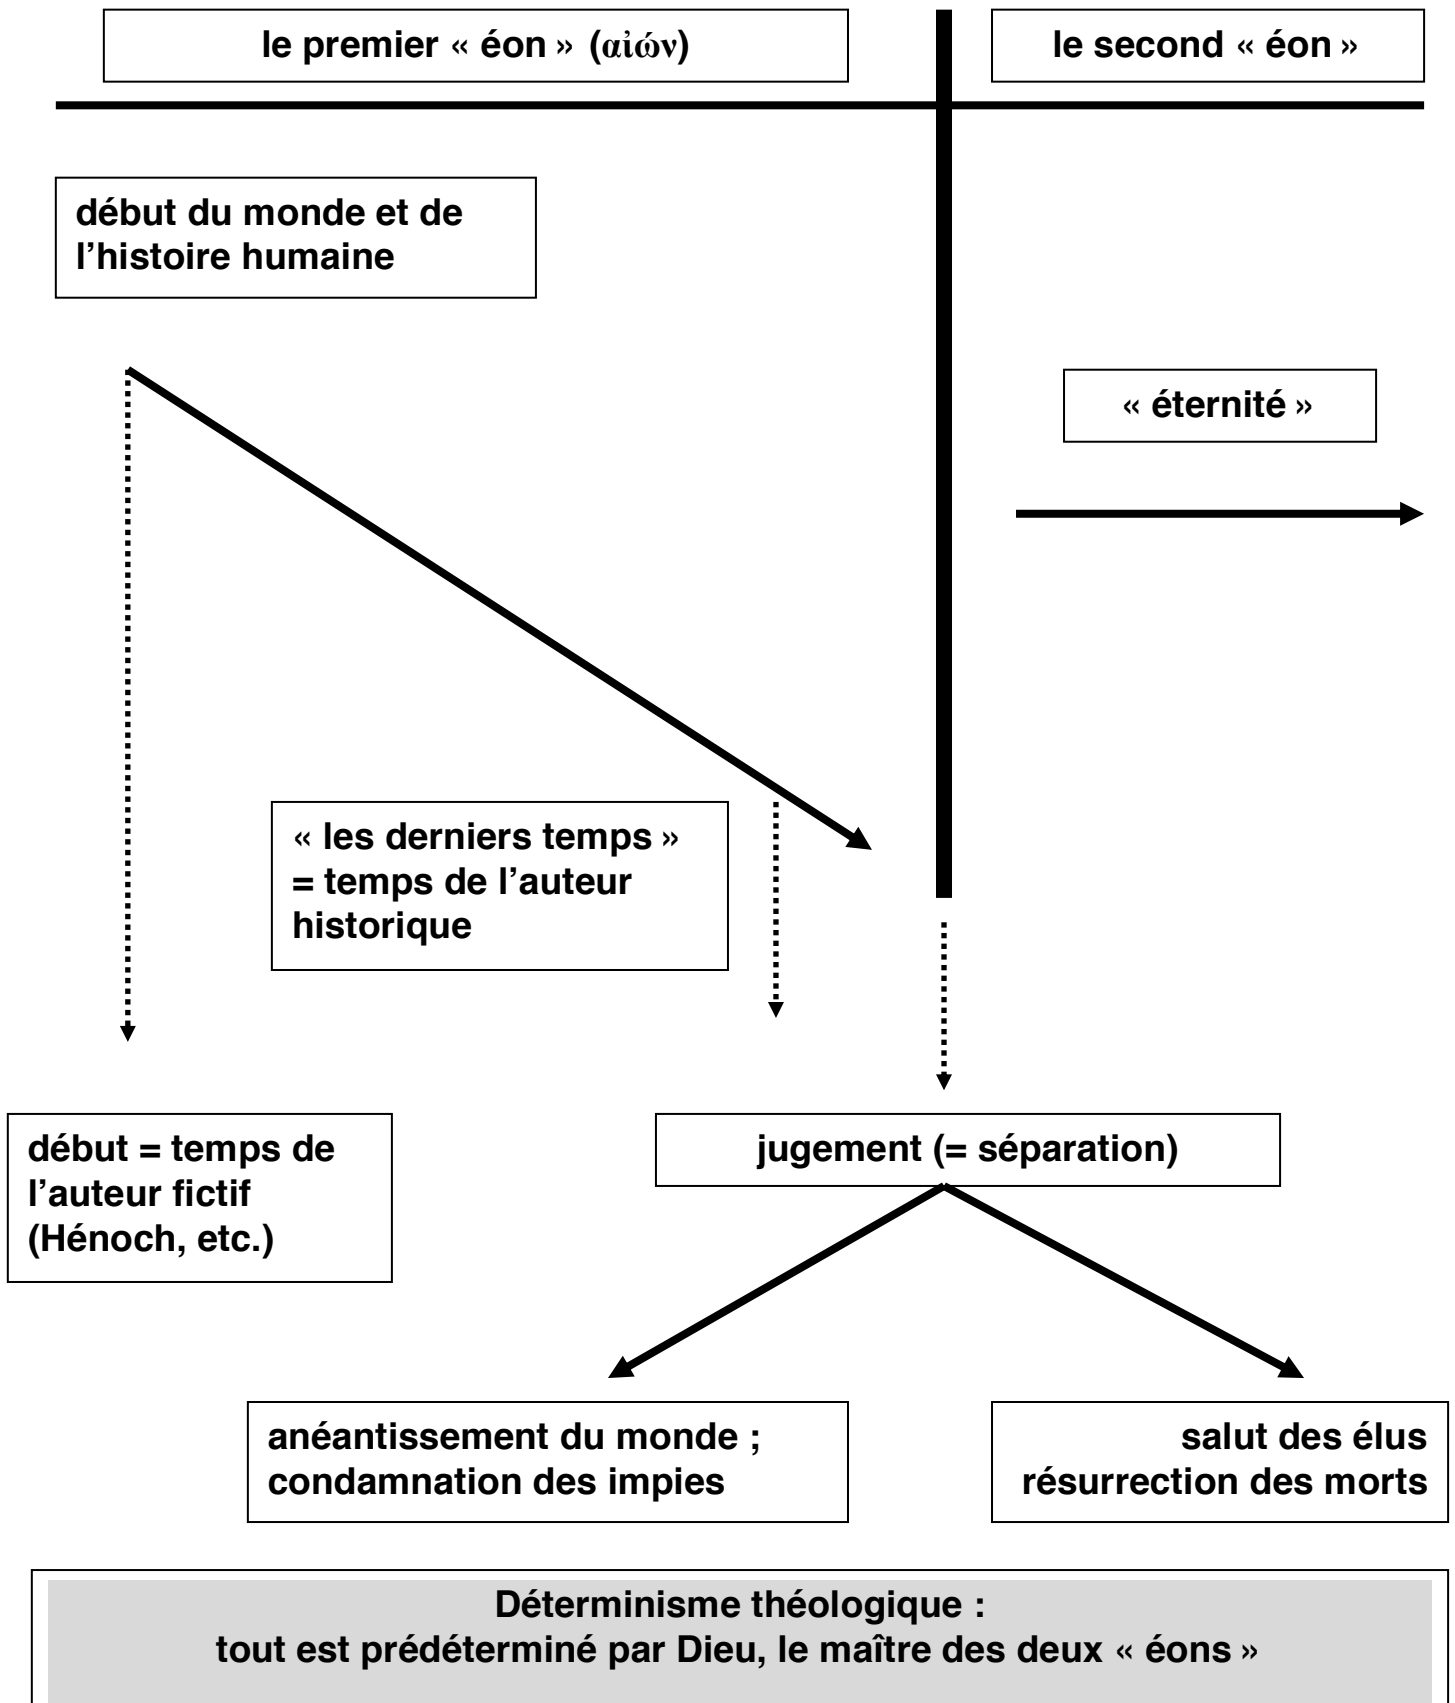 le premier « éon » (αἰών)
le second « éon »
début du monde et de
l’histoire humaine
« éternité »
« les derniers temps »
= temps de l’auteur
historique
début = temps de
l’auteur fictif
(Hénoch, etc.)
jugement (= séparation)
anéantissement du monde ;
condamnation des impies
salut des élus
résurrection des morts
Déterminisme théologique :
tout est prédéterminé par Dieu, le maître des deux « éons »